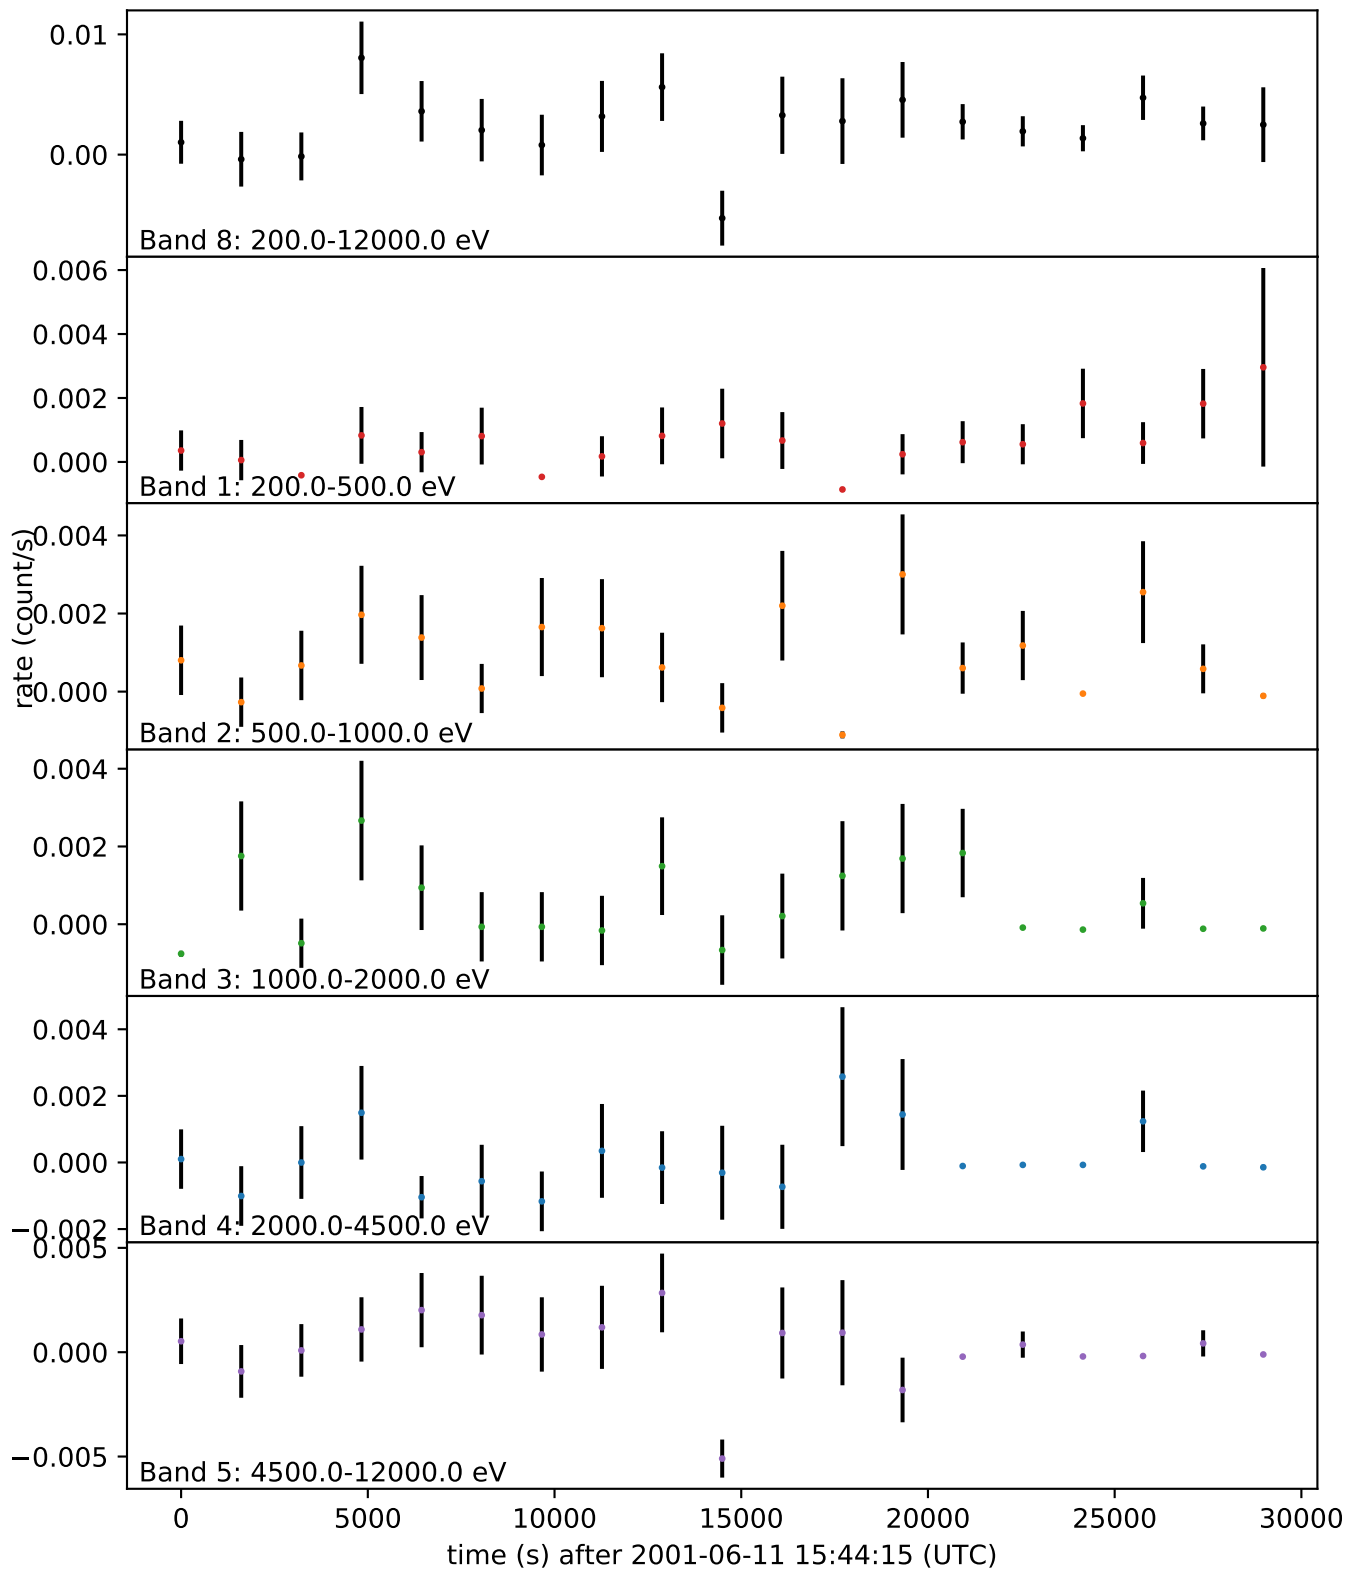 0.01
0.00
Band 8: 200.0-12000.0 eV
0.006
0.004
0.002
0.000
Band 1: 200.0-500.0 eV
rate (count/s)
0.004
0.002
0.000
Band 2: 500.0-1000.0 eV
0.004
0.002
0.000
Band 3: 1000.0-2000.0 eV
0.004
0.002
0.000
−0.002
Band 4: 2000.0-4500.0 eV
0.005
0.000
−0.005
Band 5: 4500.0-12000.0 eV
0 5000 10000 15000 20000 25000 30000
time (s) after 2001-06-11 15:44:15 (UTC)